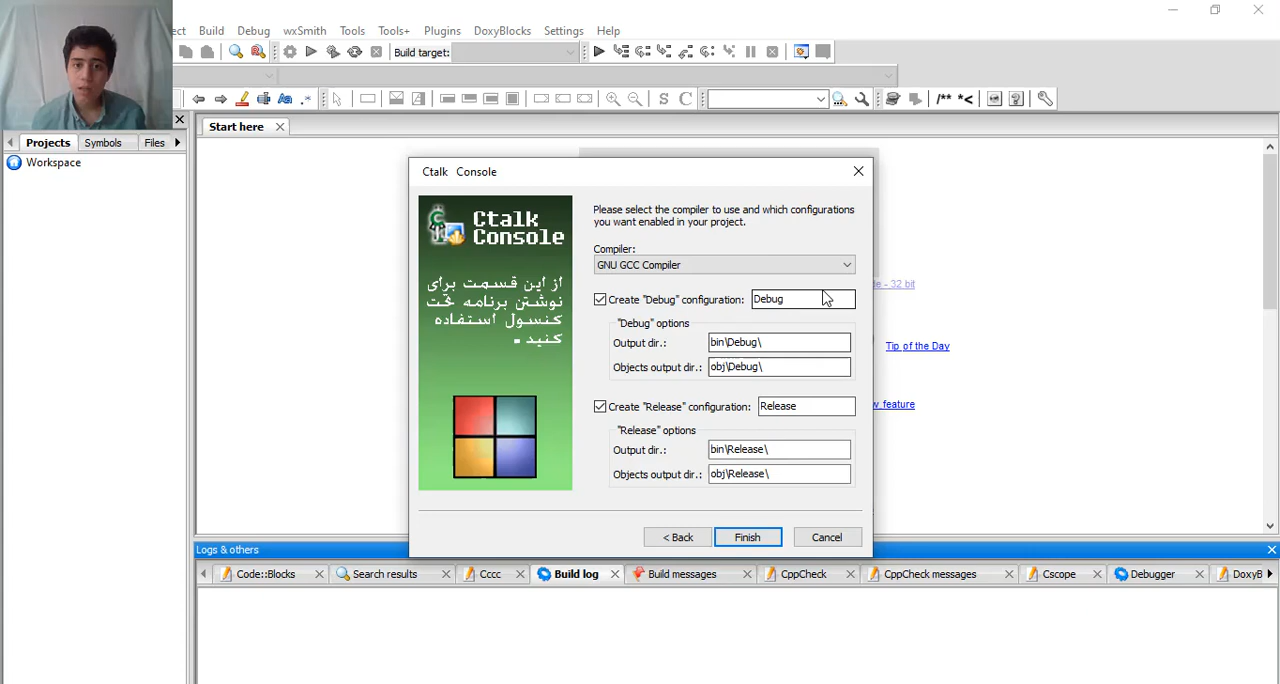 ect Build Debug wxSmith Tools Tools+ Plugins DoxyBlocks Settings Help
Build target:
S C /** *<
Projects Symbols Files
Workspace
Start here
- 32 bit
Tip of the Day
feature
Ctalk Console
Ctalk
Console
از این قسمت برای
نوشتن برنامه تحت
کنسول استفاده
کنید.
Please select the compiler to use and which configurations
you want enabled in your project.
Compiler:
GNU GCC Compiler
Create "Debug" configuration: Debug
"Debug" options
Output dir.: bin\Debug\
Objects output dir.: obj\Debug\
Create "Release" configuration: Release
"Release" options
Output dir.: bin\Release\
Objects output dir.: obj\Release\
< Back Finish Cancel
Logs & others
Code::Blocks Search results Cccc Build log Build messages CppCheck CppCheck messages Cscope Debugger DoxyB